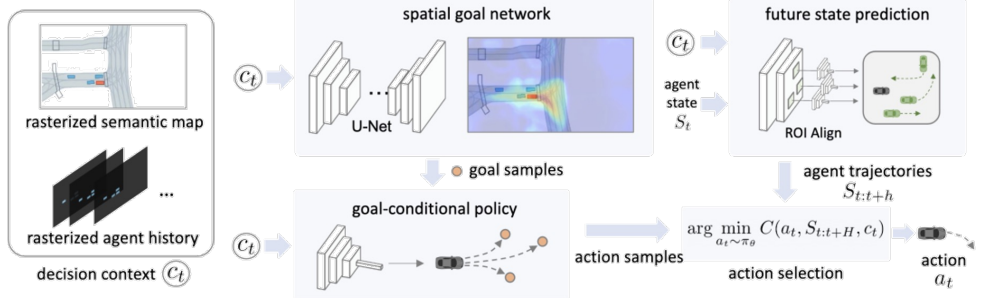 rasterized semantic map
...
rasterized agent history
decision context c_t
spatial goal network
c_t
...
U-Net
goal samples
c_t
goal-conditional policy
action samples
future state prediction
c_t
agent
state
S_t
ROI Align
agent trajectories
S_{t:t+h}
arg min_{a_t∼π_θ} C(a_t, S_{t:t+H}, c_t)
action selection
action
a_t